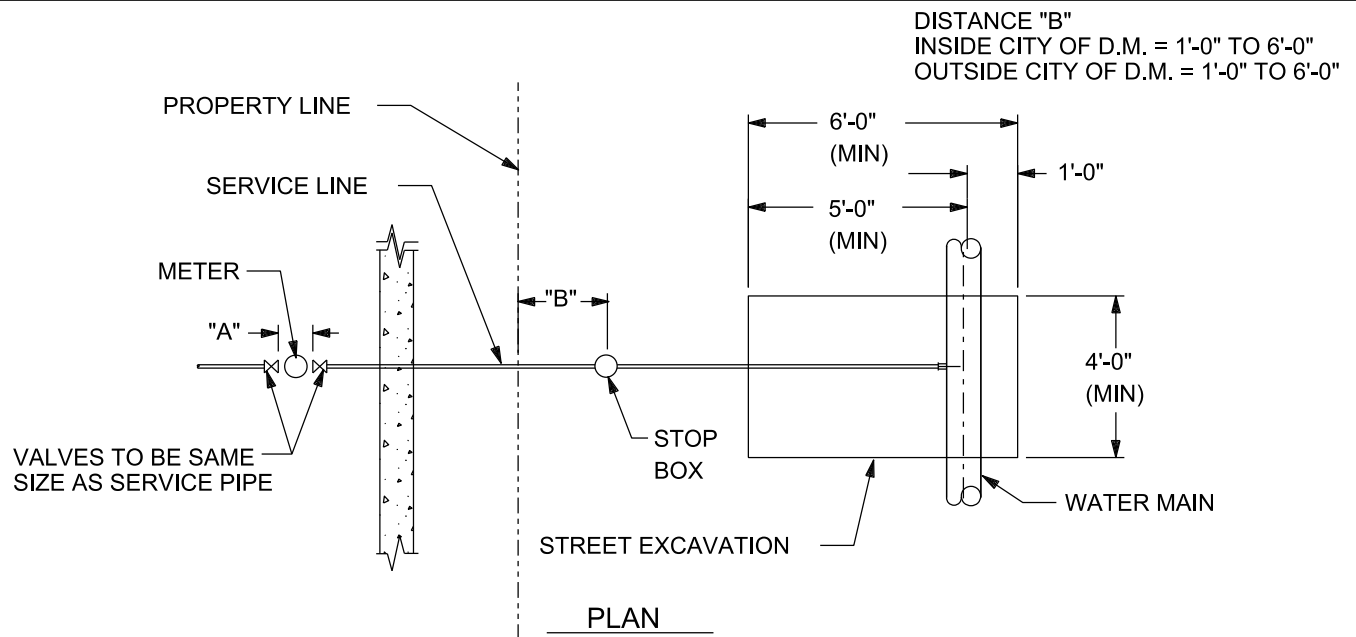 DISTANCE "B"
INSIDE CITY OF D.M. = 1'-0" TO 6'-0"
OUTSIDE CITY OF D.M. = 1'-0" TO 6'-0"
PROPERTY LINE
6'-0"
(MIN)
1'-0"
SERVICE LINE
5'-0"
(MIN)
METER
"B"
"A"
4'-0"
(MIN)
STOP
BOX
VALVES TO BE SAME
SIZE AS SERVICE PIPE
WATER MAIN
STREET EXCAVATION
PLAN